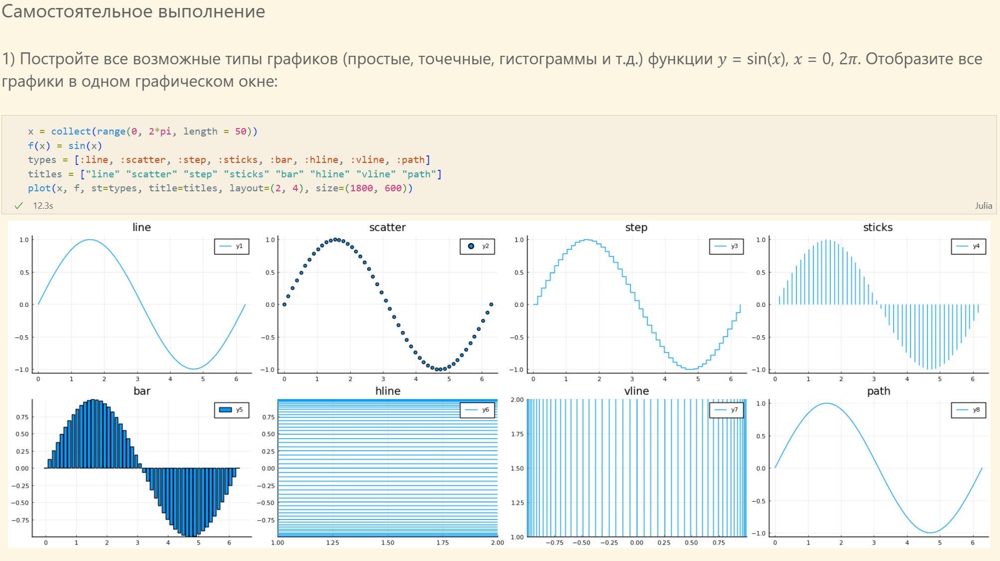 Самостоятельное выполнение
1) Постройте все возможные типы графиков (простые, точечные, гистограммы и т.д.) функции y = sin(x), x = 0, 2π. Отобразите все
графики в одном графическом окне:
x = collect(range(0, 2*pi, length = 50))
f(x) = sin(x)
types = [:line, :scatter, :step, :sticks, :bar, :hline, :vline, :path]
titles = ["line" "scatter" "step" "sticks" "bar" "hline" "vline" "path"]
plot(x, f, st=types, title=titles, layout=(2, 4), size=(1800, 600))
✓ 12.3s Julia
line
1.0
0.5
0.0
−0.5
−1.0
0 1 2 3 4 5 6
y1
scatter
1.0
0.5
0.0
−0.5
−1.0
0 1 2 3 4 5 6
y2
step
1.0
0.5
0.0
−0.5
−1.0
0 1 2 3 4 5 6
y3
sticks
1.0
0.5
0.0
−0.5
−1.0
0 1 2 3 4 5 6
y4
bar
0.75
0.50
0.25
0.00
−0.25
−0.50
−0.75
0 1 2 3 4 5 6
y5
hline
0.75
0.50
0.25
0.00
−0.25
−0.50
−0.75
1.00 1.25 1.50 1.75 2.00
y6
vline
2.00
1.75
1.50
1.25
1.00
−0.75 −0.50 −0.25 0.00 0.25 0.50 0.75
y7
path
1.0
0.5
0.0
−0.5
−1.0
0 1 2 3 4 5 6
y8